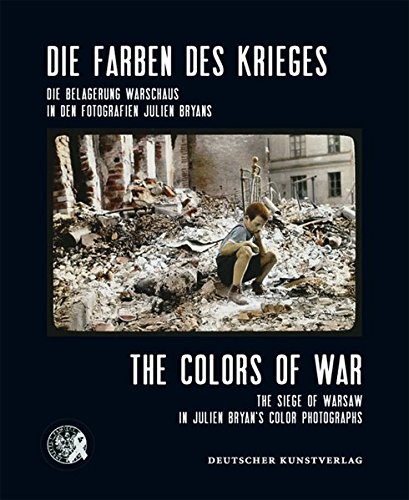 DIE FARBEN DES KRIEGES
DIE BELAGERUNG WARSCHAUS
IN DEN FOTOGRAFIEN JULIEN BRYANS
THE COLORS OF WAR
THE SIEGE OF WARSAW
IN JULIEN BRYAN'S COLOR PHOTOGRAPHS
DEUTSCHER KUNSTVERLAG